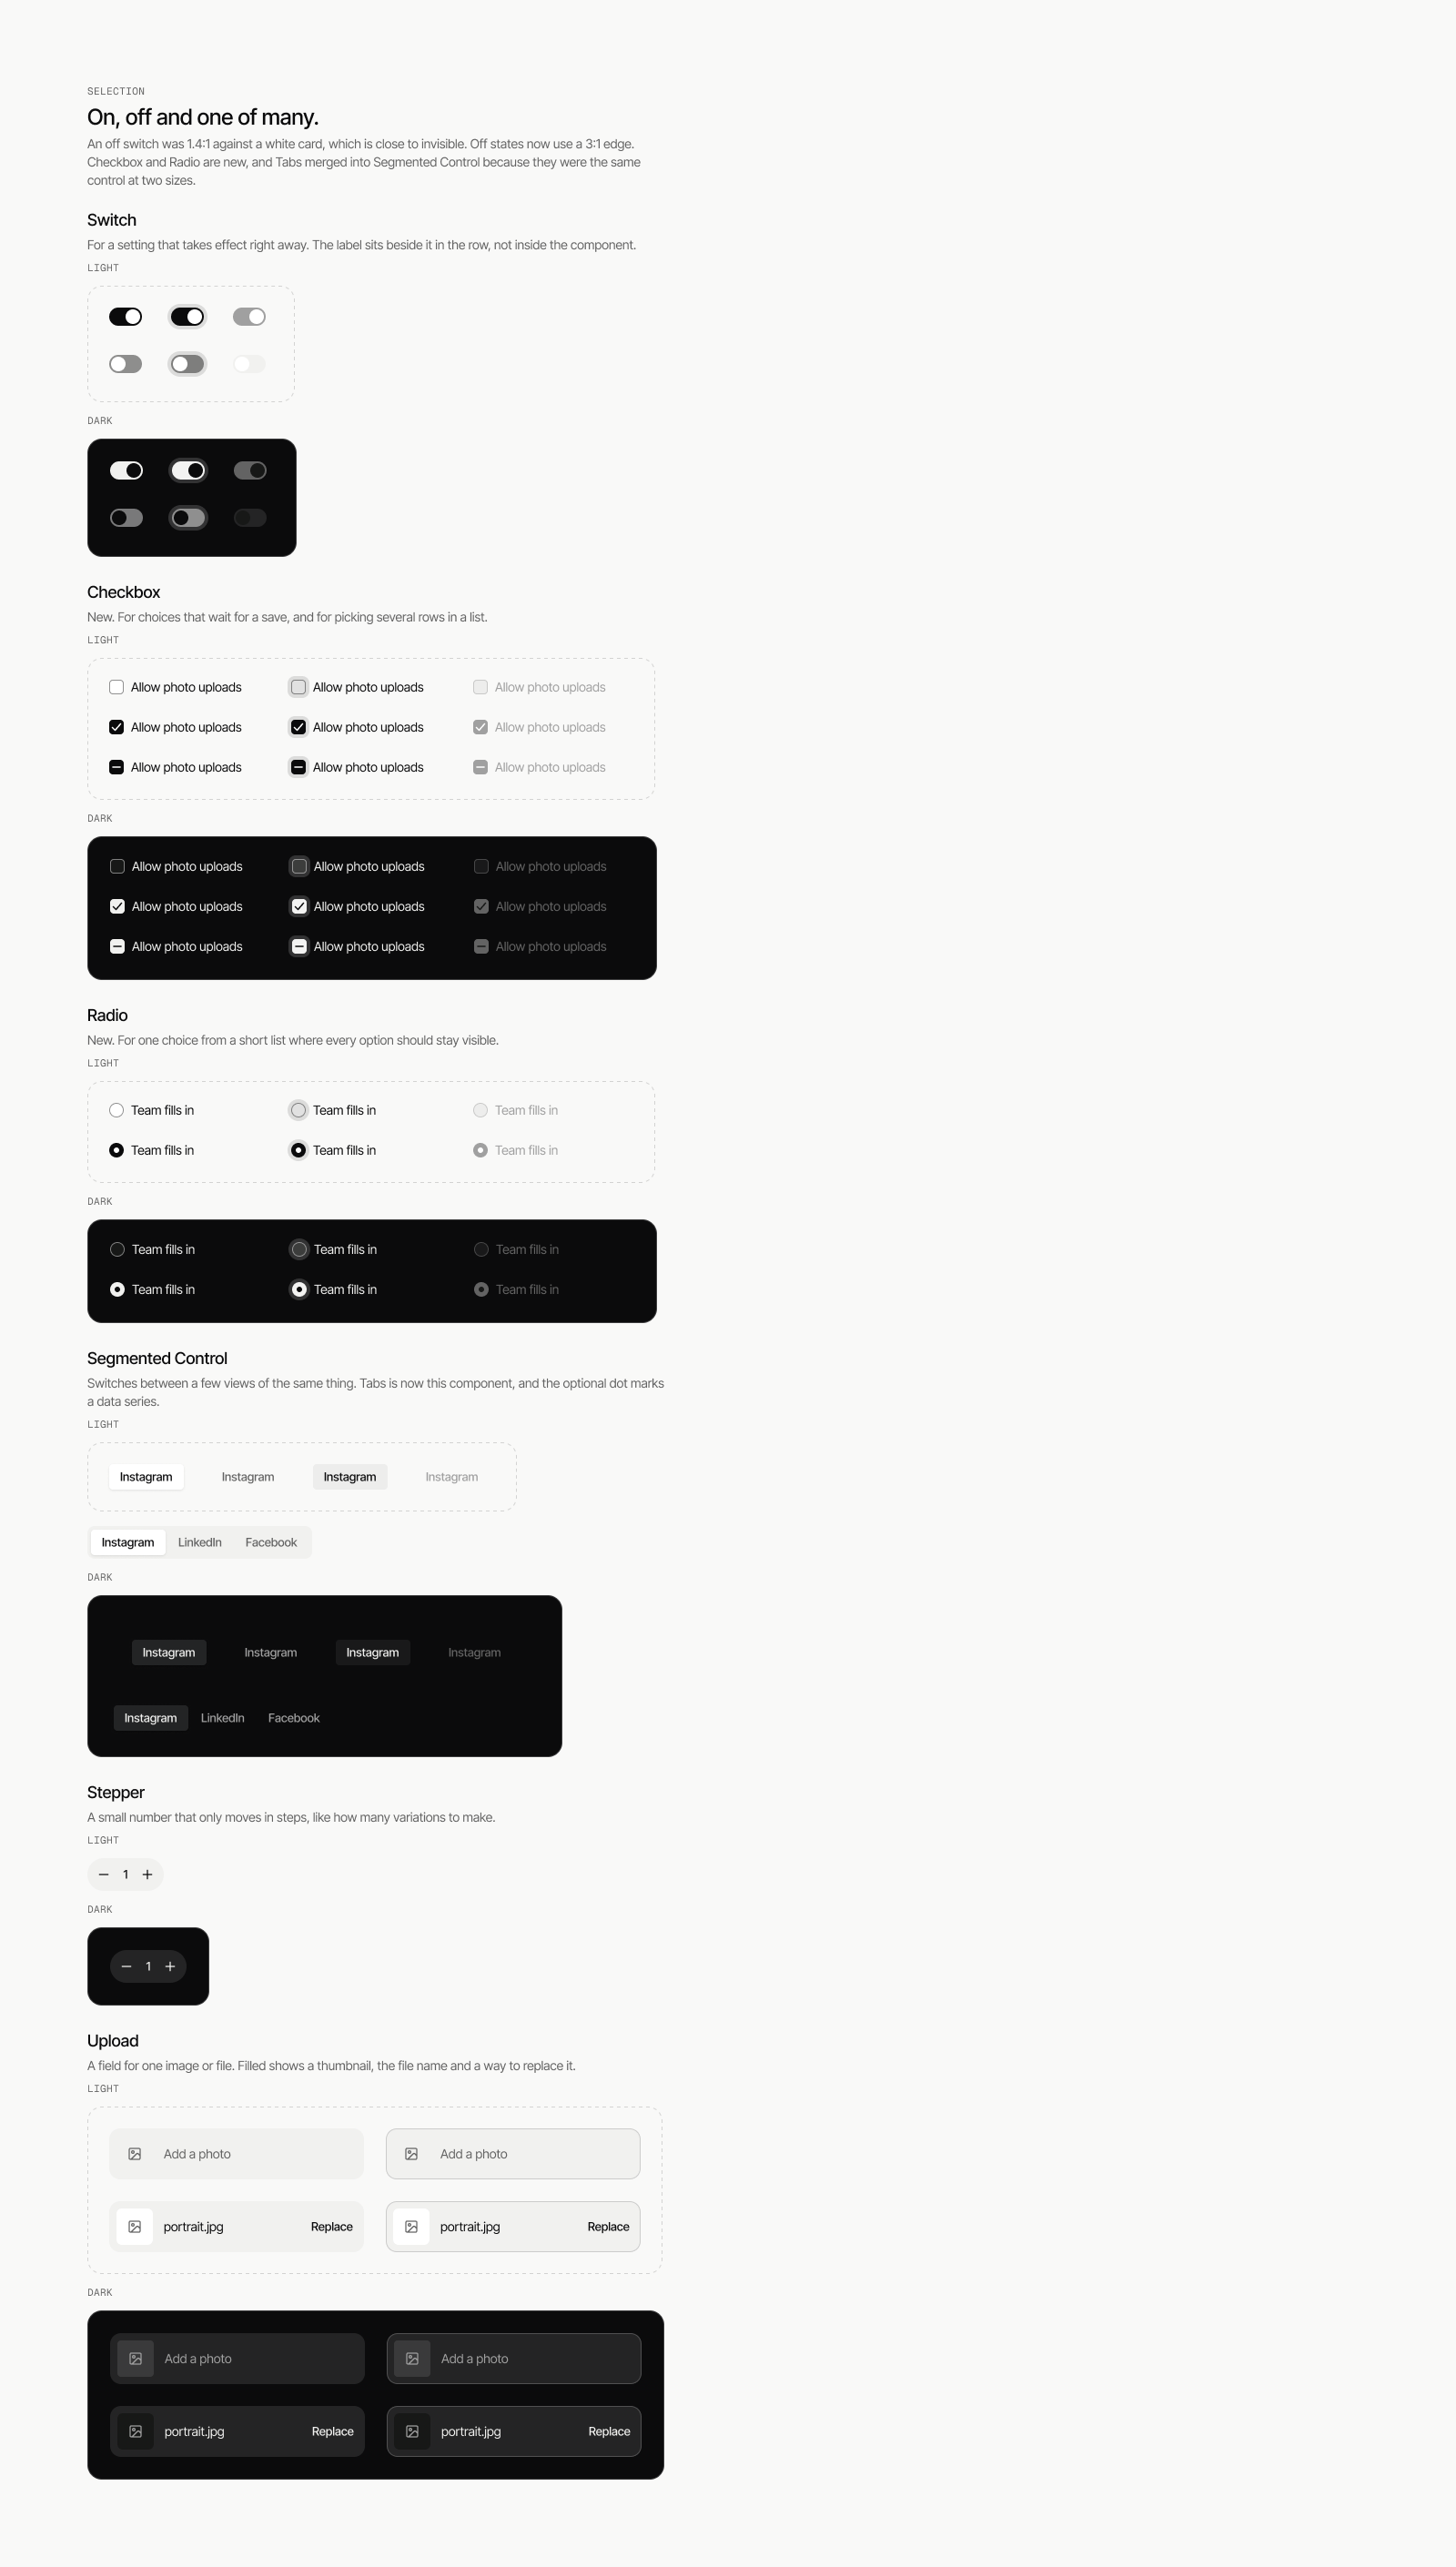 SELECTION
On, off and one of many.
An off switch was 1.4:1 against a white card, which is close to invisible. Off states now use a 3:1 edge.
Checkbox and Radio are new, and Tabs merged into Segmented Control because they were the same
control at two sizes.
Switch
For a setting that takes effect right away. The label sits beside it in the row, not inside the component.
LIGHT
DARK
Checkbox
New. For choices that wait for a save, and for picking several rows in a list.
LIGHT
Allow photo uploads Allow photo uploads Allow photo uploads
Allow photo uploads Allow photo uploads Allow photo uploads
Allow photo uploads Allow photo uploads Allow photo uploads
DARK
Allow photo uploads Allow photo uploads Allow photo uploads
Allow photo uploads Allow photo uploads Allow photo uploads
Allow photo uploads Allow photo uploads Allow photo uploads
Radio
New. For one choice from a short list where every option should stay visible.
LIGHT
Team fills in Team fills in Team fills in
Team fills in Team fills in Team fills in
DARK
Team fills in Team fills in Team fills in
Team fills in Team fills in Team fills in
Segmented Control
Switches between a few views of the same thing. Tabs is now this component, and the optional dot marks
a data series.
LIGHT
Instagram Instagram Instagram Instagram
Instagram LinkedIn Facebook
DARK
Instagram Instagram Instagram Instagram
Instagram LinkedIn Facebook
Stepper
A small number that only moves in steps, like how many variations to make.
LIGHT
1
DARK
1
Upload
A field for one image or file. Filled shows a thumbnail, the file name and a way to replace it.
LIGHT
Add a photo Add a photo
portrait.jpg Replace portrait.jpg Replace
DARK
Add a photo Add a photo
portrait.jpg Replace portrait.jpg Replace